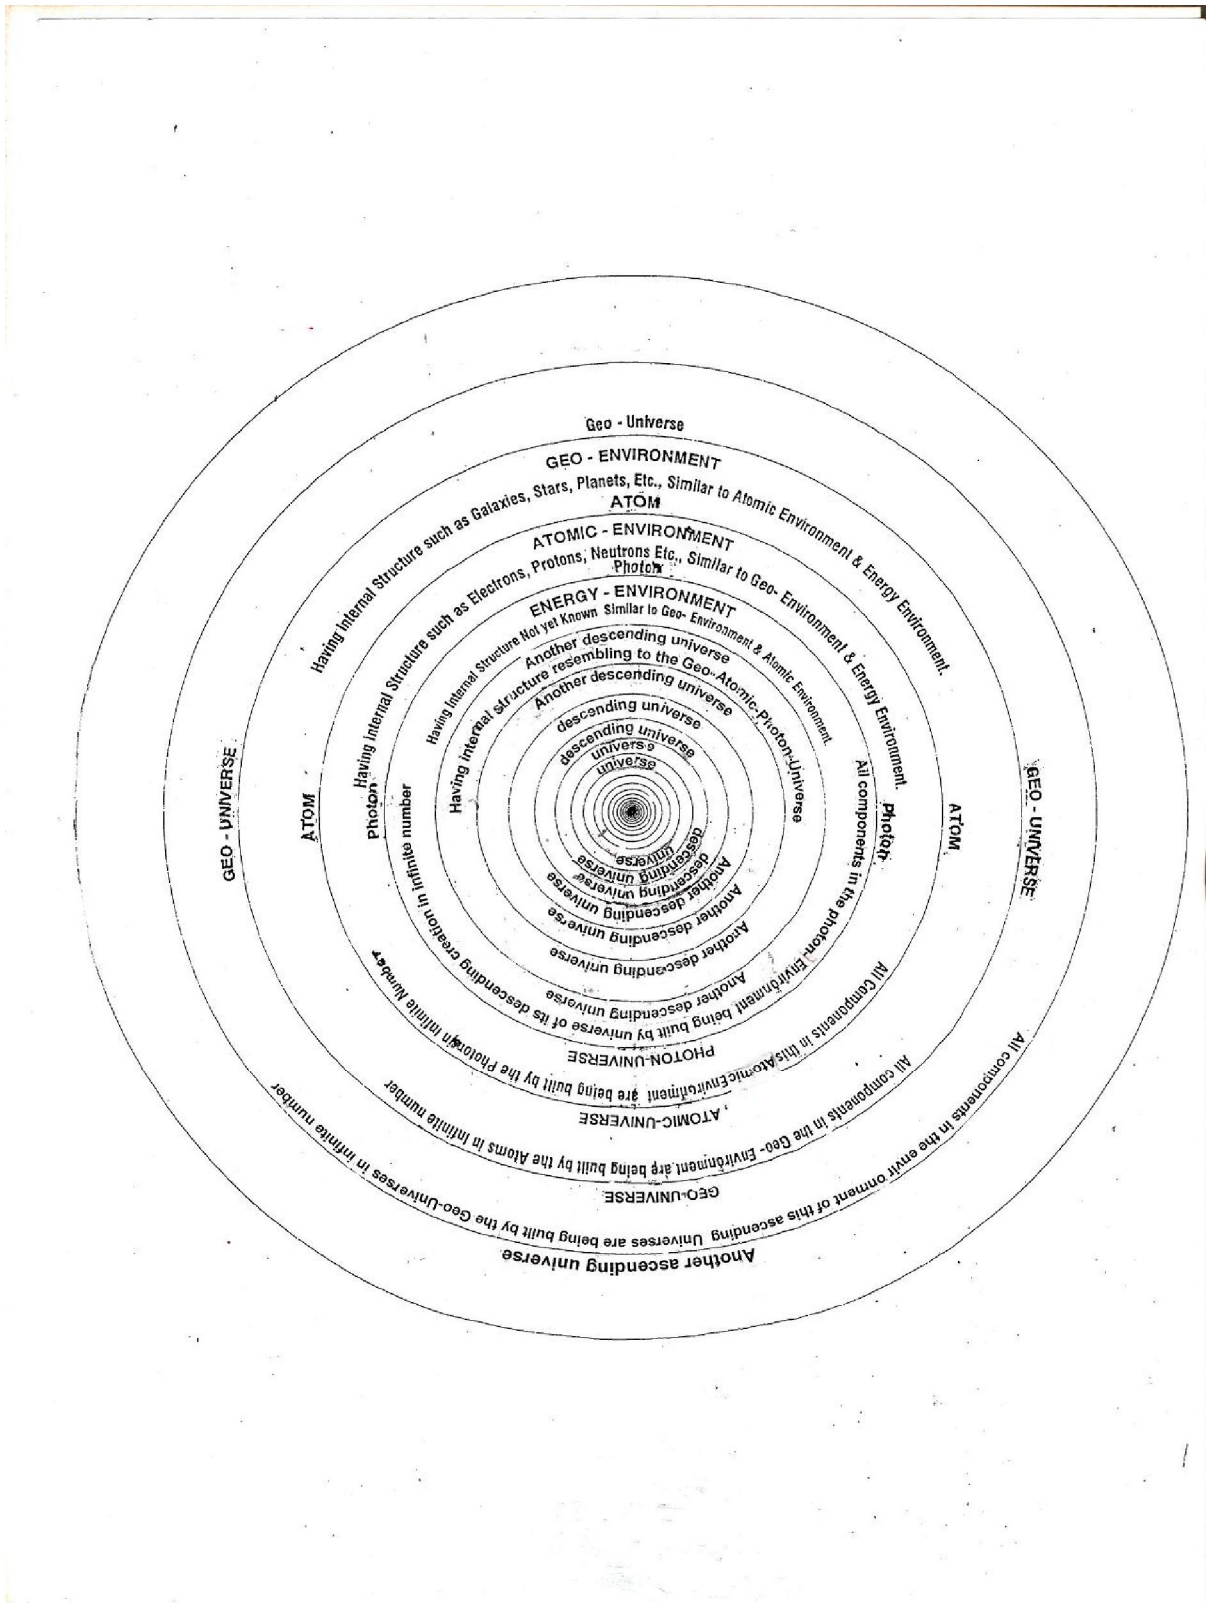 Geo - Universe
GEO - ENVIRONMENT
Having Internal Structure such as Galaxies, Stars, Planets, Etc., Similar to Atomic Environment & Energy Environment.
ATOM
ATOMIC - ENVIRONMENT
Having Internal Structure such as Electrons, Protons, Neutrons Etc., Similar to Geo- Environment & Energy Environment.
Photon
ENERGY - ENVIRONMENT
Having Internal Structure Not yet Known Similar to Geo- Environment & Atomic Environment.
Another descending universe
Having internal structure resembling to the Geo-Atomic-Photon-Universe
Another descending universe
descending universe
descending universe
universe
universe
GEO - UNIVERSE
ATOM
Photon
Photon
ATOM
GEO - UNIVERSE
universe
descending universe
descending universe
Another descending universe
Another descending universe
Another descending universe
Another descending universe
All components in the photon- Environment being built by universe of its descending creation in infinite number
PHOTON-UNIVERSE
All Components in this Atomic Environment are being built by the Photons in Infinite Number
ATOMIC-UNIVERSE
All components in the Geo- Environment are being built by the Atoms in Infinite number
GEO-UNIVERSE
All components in the envir onment of this ascending Universes are being built by the Geo-Universes in infinite number
Another ascending universe